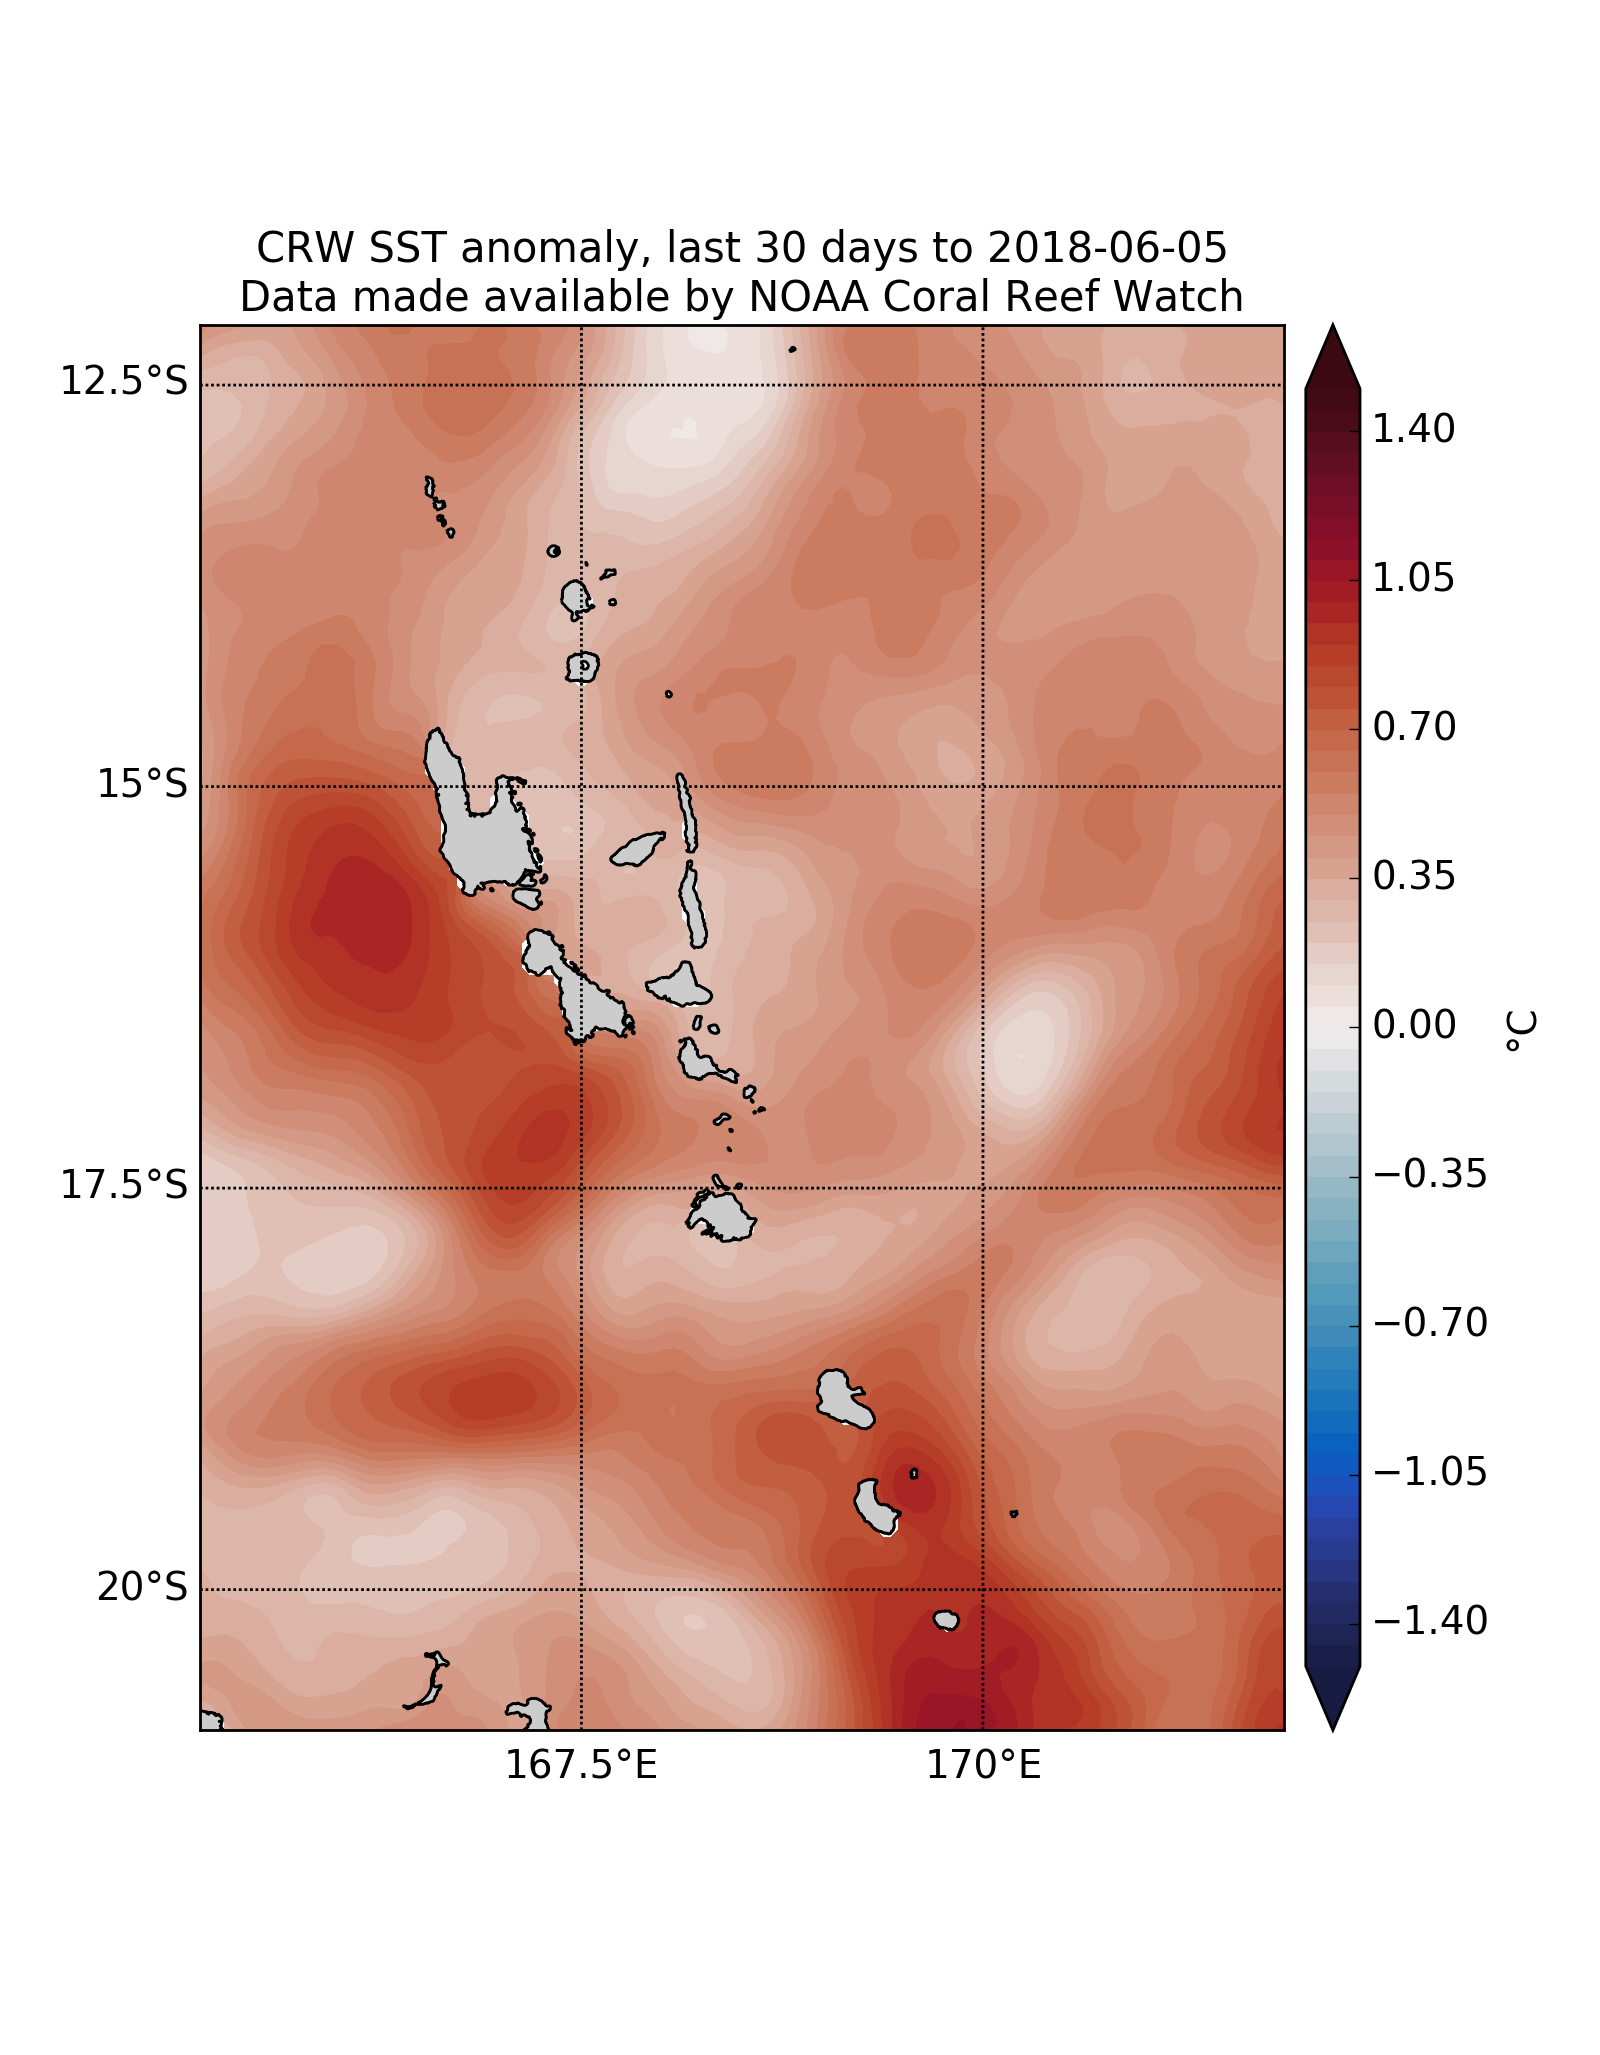 CRW SST anomaly, last 30 days to 2018-06-05
Data made available by NOAA Coral Reef Watch
12.5°S
15°S
17.5°S
20°S
167.5°E
170°E
1.40
1.05
0.70
0.35
0.00
−0.35
−0.70
−1.05
−1.40
°C